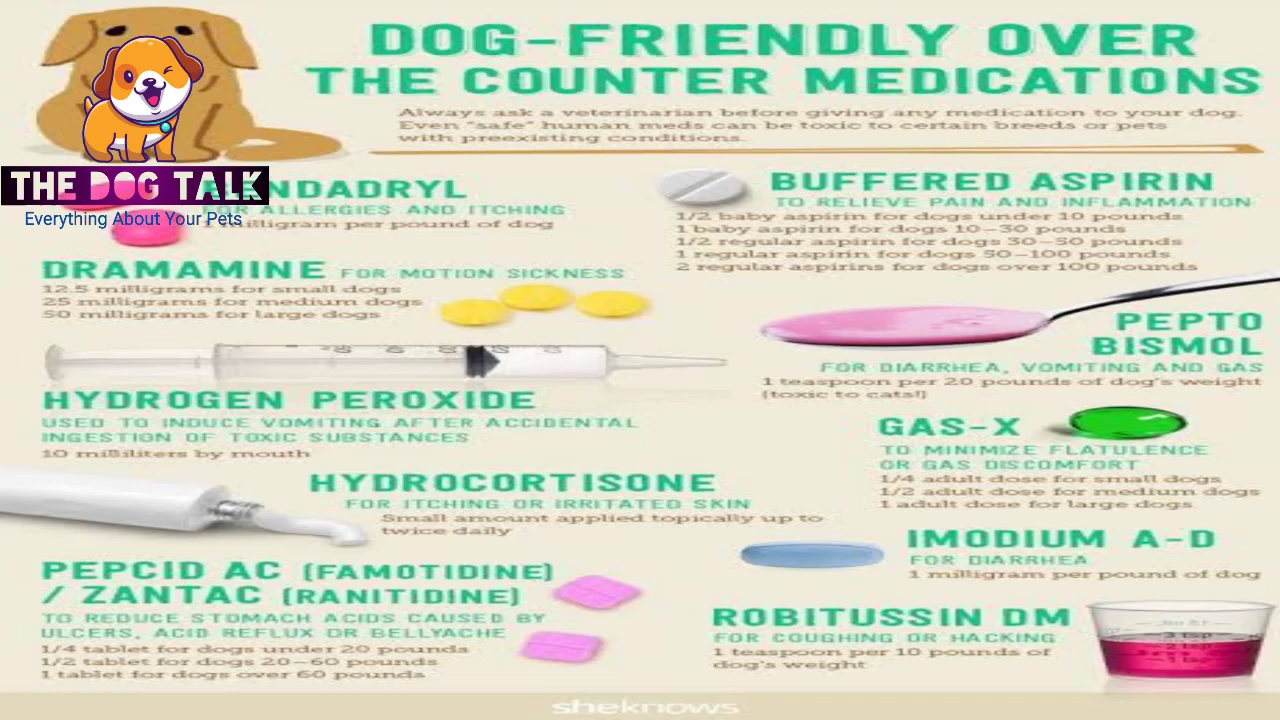 DOG-FRIENDLY OVER
THE COUNTER MEDICATIONS
Always ask a veterinarian before giving any medication to your dog.
Even "safe" human meds can be toxic to certain breeds or pets
with preexisting conditions.
THE DOG TALK
Everything About Your Pets
ENDADRYL
FOR ALLERGIES AND ITCHING
1 milligram per pound of dog
BUFFERED ASPIRIN
TO RELIEVE PAIN AND INFLAMMATION
1/2 baby aspirin for dogs under 10 pounds
1 baby aspirin for dogs 10-30 pounds
1/2 regular aspirin for dogs 30-50 pounds
1 regular aspirin for dogs 50-100 pounds
2 regular aspirins for dogs over 100 pounds
DRAMAMINE FOR MOTION SICKNESS
12.5 milligrams for small dogs
25 milligrams for medium dogs
50 milligrams for large dogs
PEPTO
BISMOL
FOR DIARRHEA, VOMITING AND GAS
1 teaspoon per 20 pounds of dog's weight
(toxic to cats!)
HYDROGEN PEROXIDE
USED TO INDUCE VOMITING AFTER ACCIDENTAL
INGESTION OF TOXIC SUBSTANCES
10 milliliters by mouth
GAS-X
TO MINIMIZE FLATULENCE
OR GAS DISCOMFORT
1/4 adult dose for small dogs
1/2 adult dose for medium dogs
1 adult dose for large dogs
HYDROCORTISONE
FOR ITCHING OR IRRITATED SKIN
Small amount applied topically up to
twice daily
IMODIUM A-D
FOR DIARRHEA
1 milligram per pound of dog
PEPCID AC (FAMOTIDINE)
/ ZANTAC (RANITIDINE)
TO REDUCE STOMACH ACIDS CAUSED BY
ULCERS, ACID REFLUX OR BELLYACHE
1/4 tablet for dogs under 20 pounds
1/2 tablet for dogs 20-60 pounds
1 tablet for dogs over 60 pounds
ROBITUSSIN DM
FOR COUGHING OR HACKING
1 teaspoon per 10 pounds of
dog's weight
3 tsp
2 tsp
1 tsp
sheknows